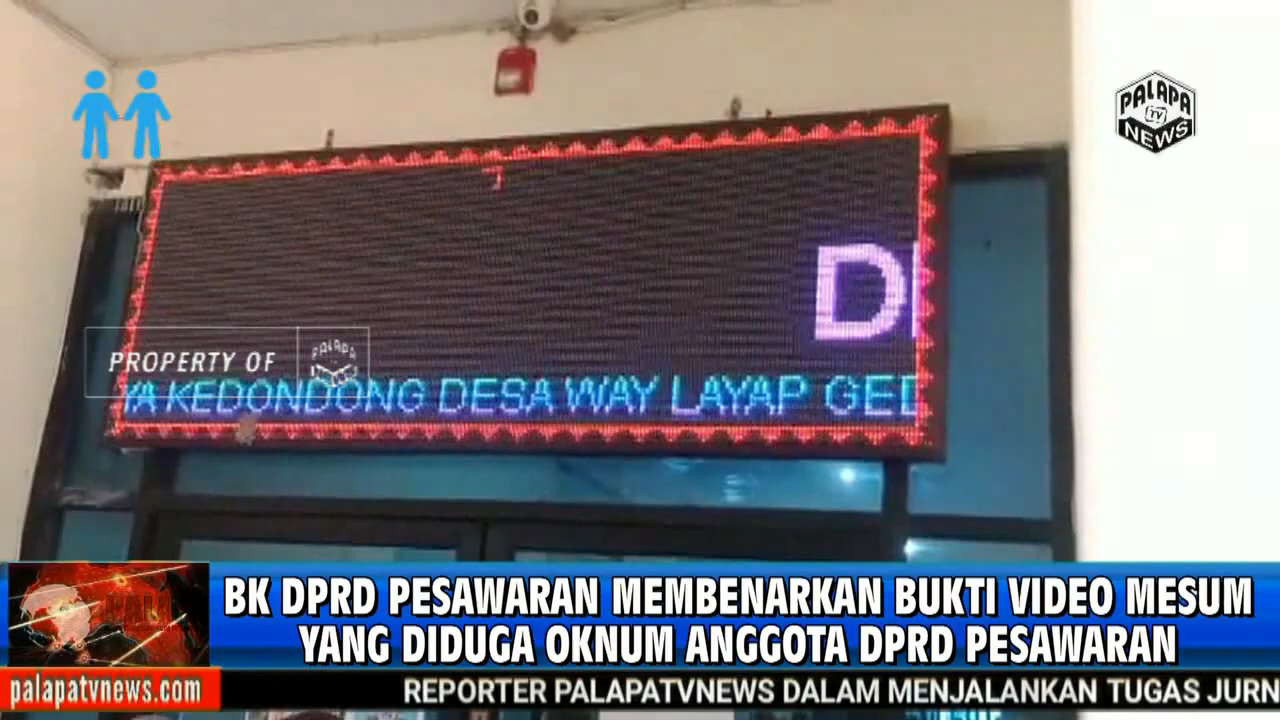 PALAPA
TV
NEWS
D
PROPERTY OF
PALAPA
YA KEDONDONG DESA WAY LAYAP GED
BK DPRD PESAWARAN MEMBENARKAN BUKTI VIDEO MESUM
YANG DIDUGA OKNUM ANGGOTA DPRD PESAWARAN
palapatvnews.com
REPORTER PALAPATVNEWS DALAM MENJALANKAN TUGAS JURN